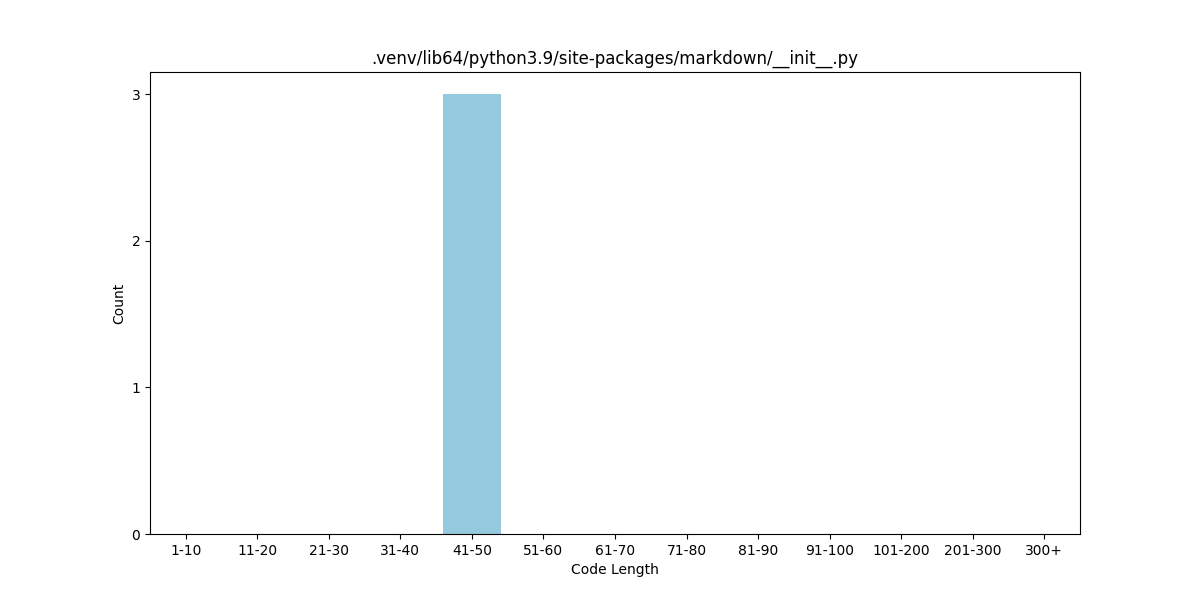 .venv/lib64/python3.9/site-packages/markdown/__init__.py
3
2
1
0
Count
1-10 11-20 21-30 31-40 41-50 51-60 61-70 71-80 81-90 91-100 101-200 201-300 300+
Code Length